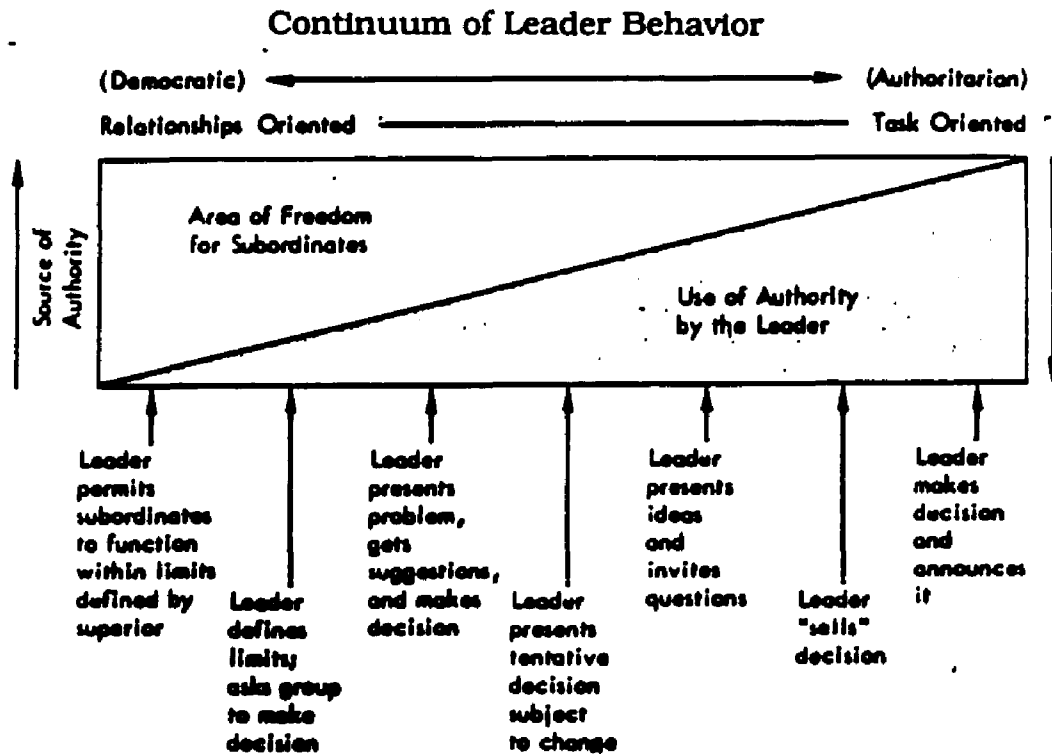 Continuum of Leader Behavior
(Democratic) (Authoritarian)
Relationships Oriented Task Oriented
Source of
Authority
Area of Freedom
for Subordinates
Use of Authority
by the Leader
Leader
permits
subordinates
to function
within limits
defined by
superior
Leader
defines
limits;
asks group
to make
decision
Leader
presents
problem,
gets
suggestions,
and makes
decision
Leader
presents
tentative
decision
subject
to change
Leader
presents
ideas
and
invites
questions
Leader
"sells"
decision
Leader
makes
decision
and
announces
it